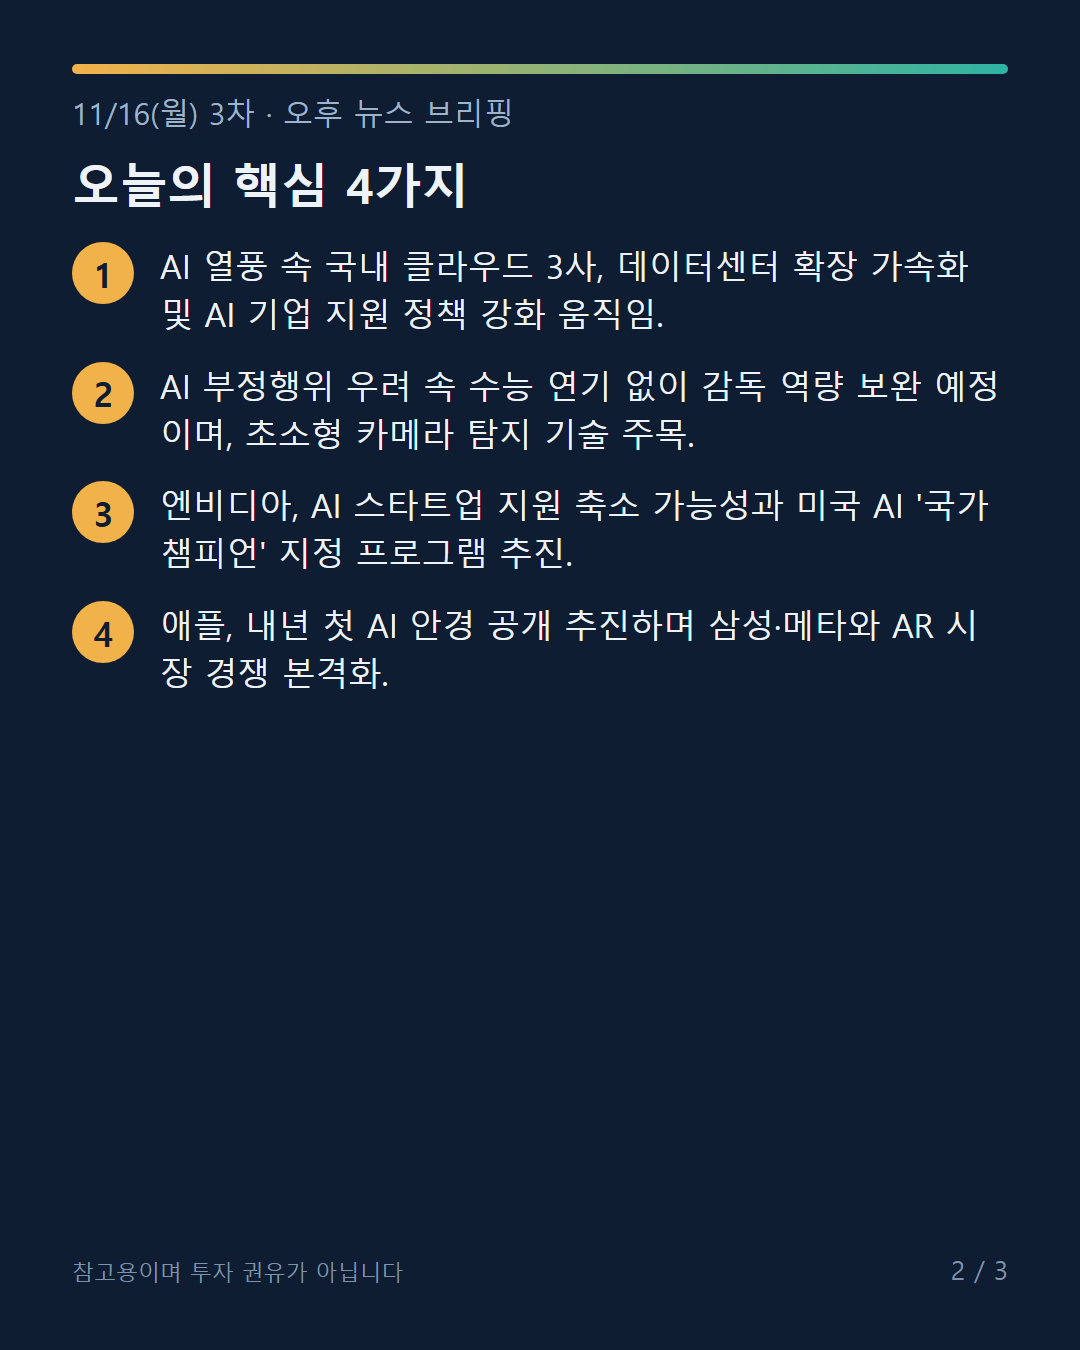 11/16(월) 3차 · 오후 뉴스 브리핑
오늘의 핵심 4가지
1
AI 열풍 속 국내 클라우드 3사, 데이터센터 확장 가속화
및 AI 기업 지원 정책 강화 움직임.
2
AI 부정행위 우려 속 수능 연기 없이 감독 역량 보완 예정
이며, 초소형 카메라 탐지 기술 주목.
3
엔비디아, AI 스타트업 지원 축소 가능성과 미국 AI '국가
챔피언' 지정 프로그램 추진.
4
애플, 내년 첫 AI 안경 공개 추진하며 삼성·메타와 AR 시
장 경쟁 본격화.
참고용이며 투자 권유가 아닙니다
2 / 3